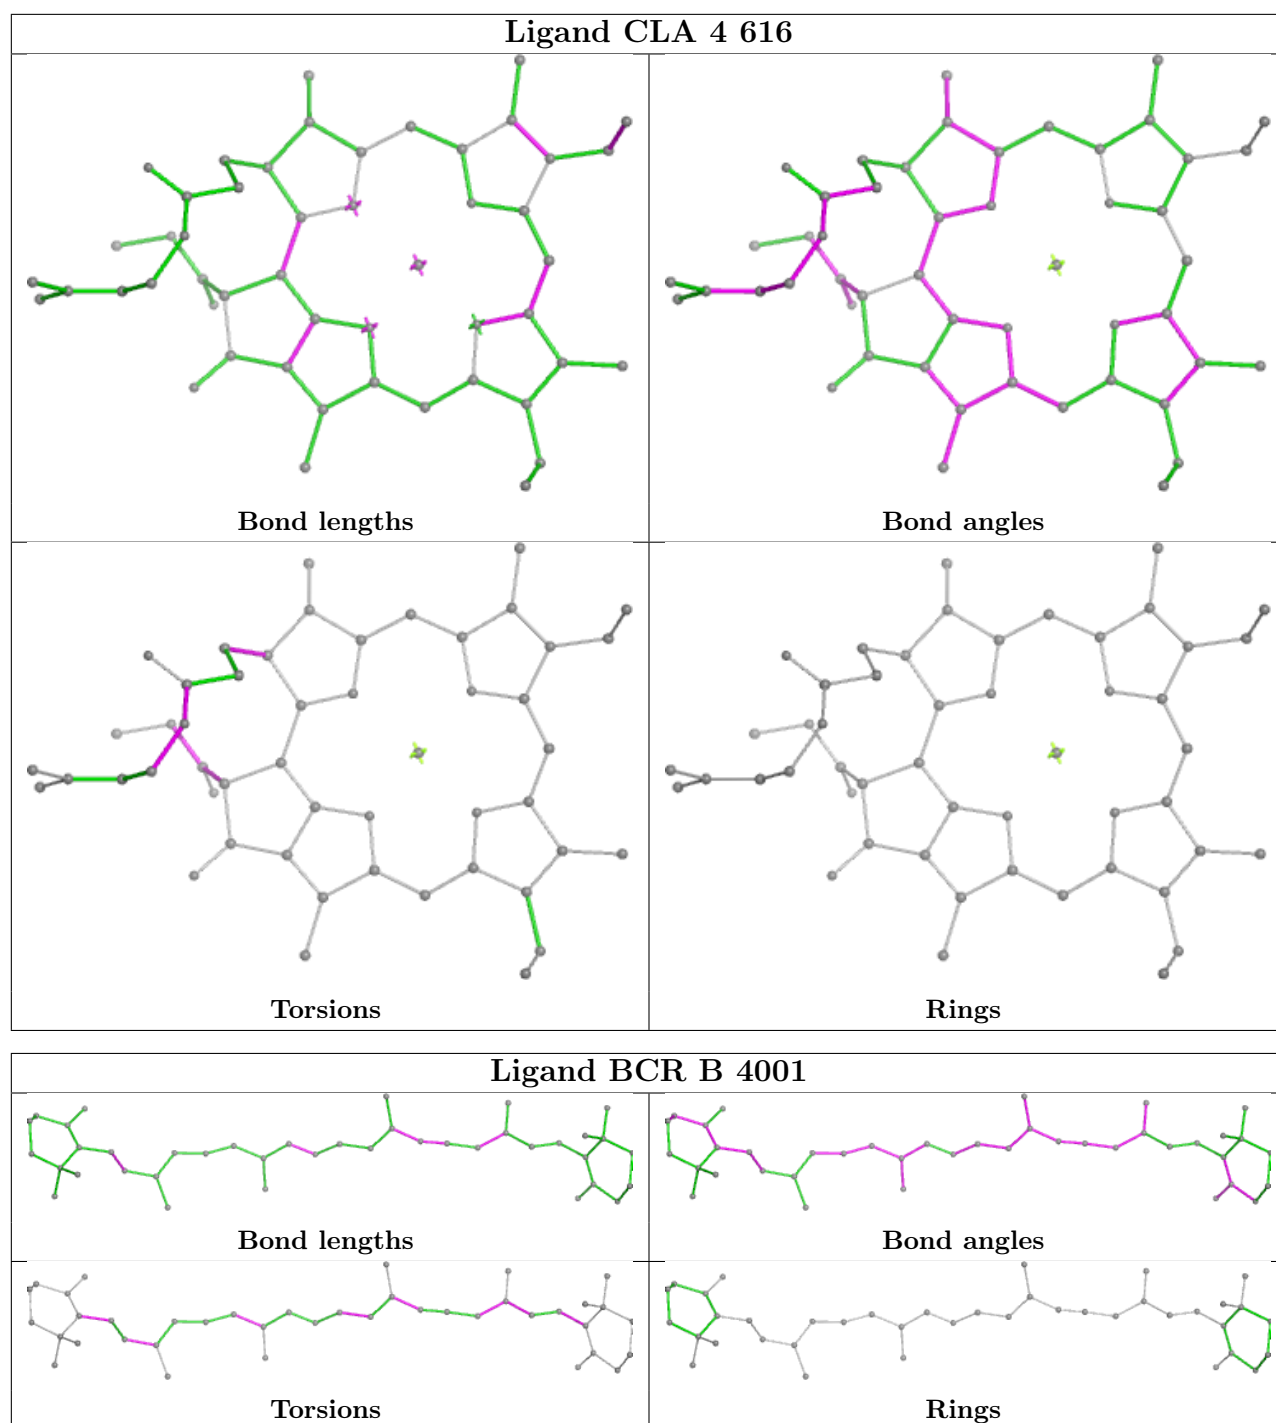 Ligand CLA 4 616
Bond lengths
Bond angles
Torsions
Rings
Ligand BCR B 4001
Bond lengths
Bond angles
Torsions
Rings